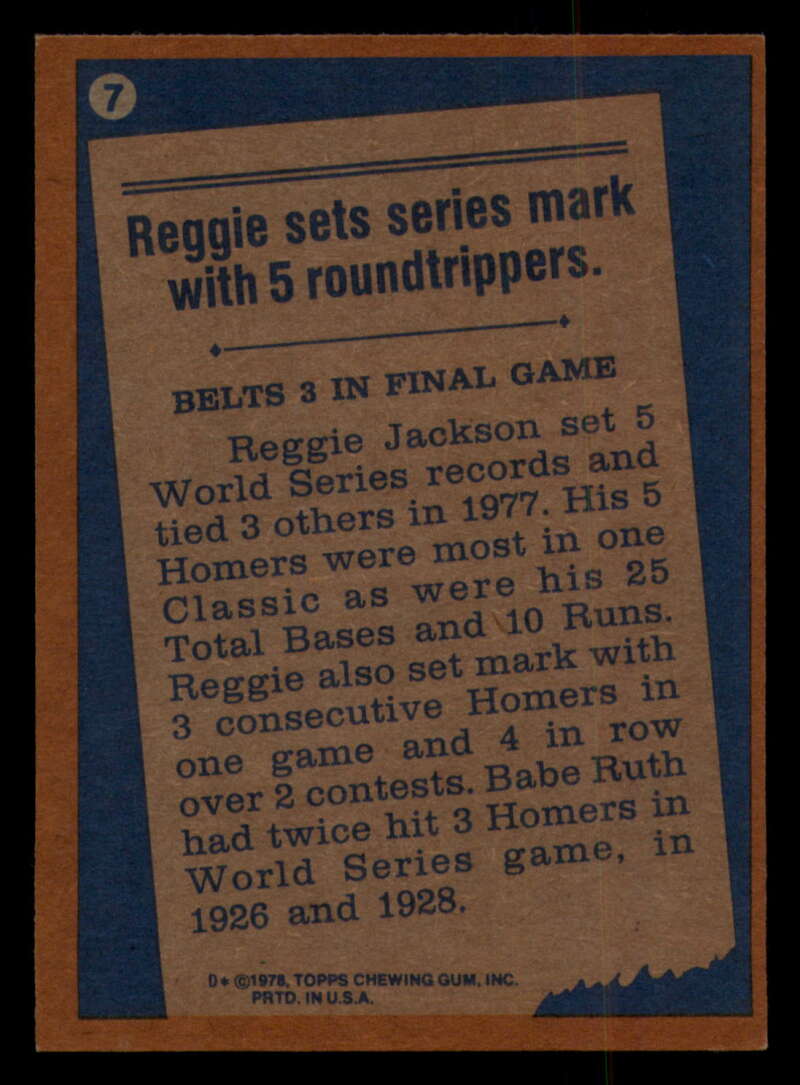 7
Reggie sets series mark
with 5 roundtrippers.
BELTS 3 IN FINAL GAME
Reggie Jackson set 5
World Series records and
tied 3 others in 1977. His 5
Homers were most in one
Classic as were his 25
Total Bases and 10 Runs.
Reggie also set mark with
3 consecutive Homers in
one game and 4 in row
over 2 contests. Babe Ruth
had twice hit 3 Homers in
World Series game, in
1926 and 1928.
D* ©1978, TOPPS CHEWING GUM, INC.
PRTD. IN U.S.A.